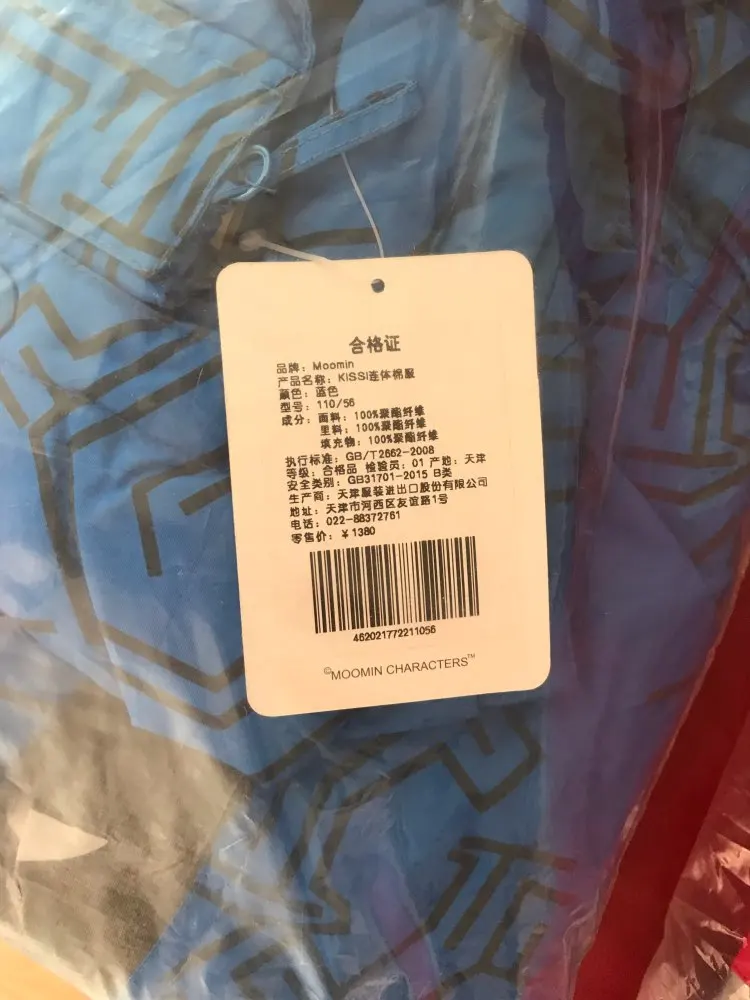 合格证
品牌：Moomin
产品名称：KISSI连体棉服
颜色：蓝色
型号：110/56
成分：面料：100%聚酯纤维
里料：100%聚酯纤维
填充物：100%聚酯纤维
执行标准：GB/T2662-2008
等级：合格品 检验员：01 产地：天津
安全类别：GB31701-2015 B类
生产商：天津服装进出口股份有限公司
地址：天津市河西区友谊路1号
电话：022-88372761
零售价：￥1380
462021772211056
©MOOMIN CHARACTERS™